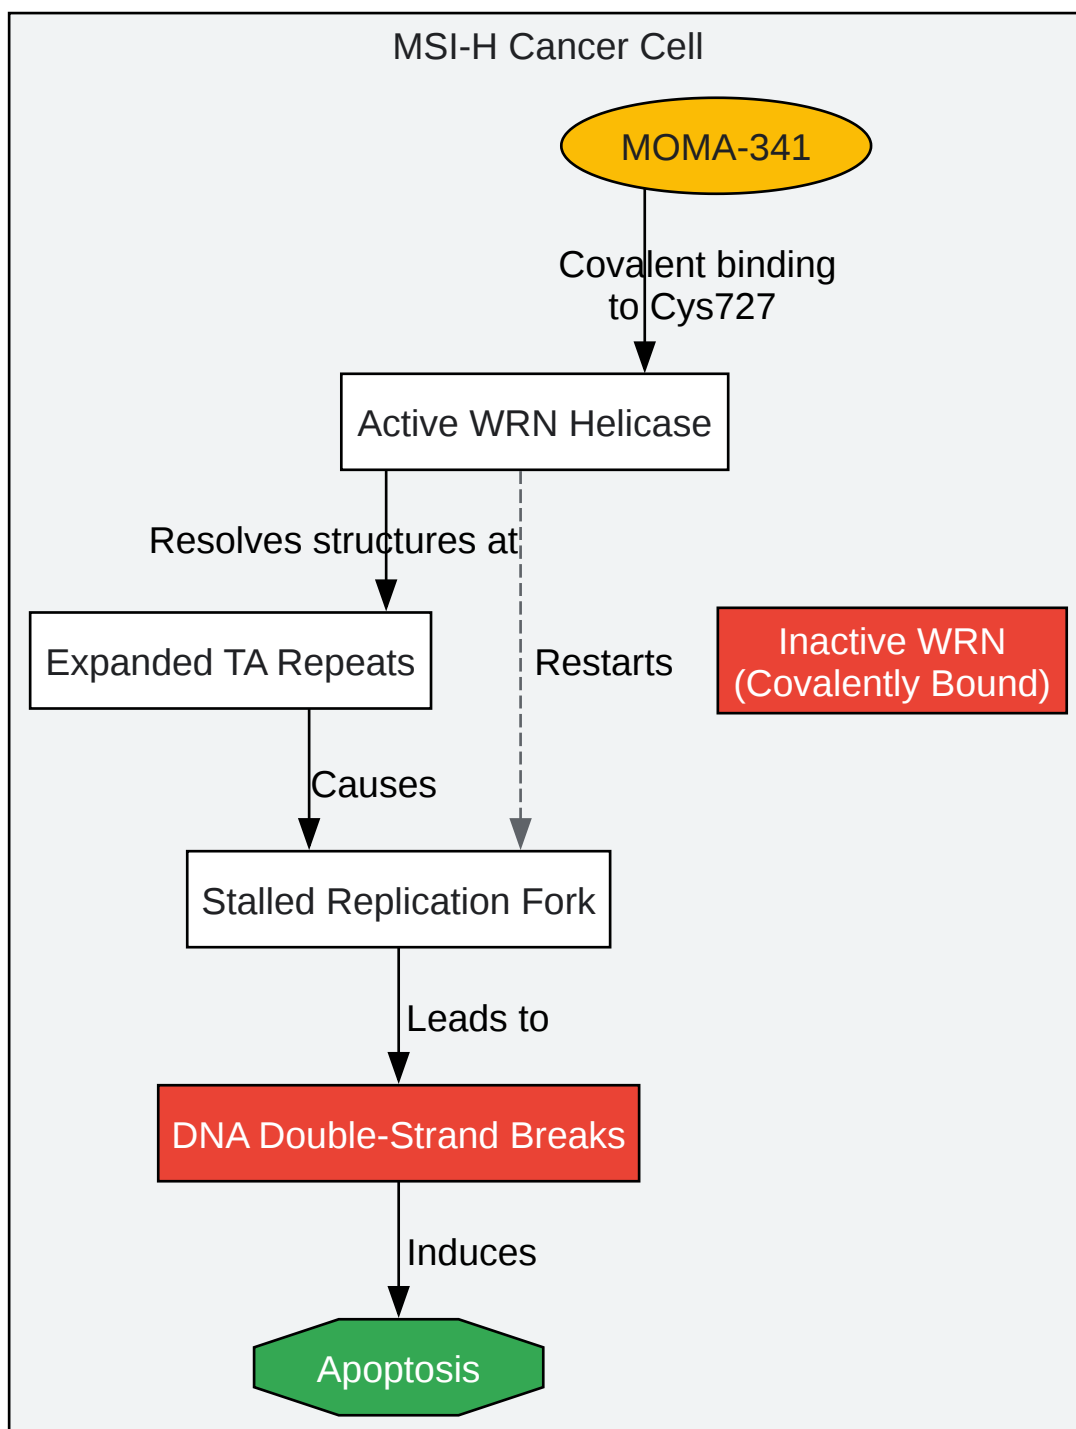 MSI-H Cancer Cell
MOMA-341
Covalent binding
to Cys727
Active WRN Helicase
Resolves structures at
Expanded TA Repeats
Restarts
Inactive WRN
(Covalently Bound)
Causes
Stalled Replication Fork
Leads to
DNA Double-Strand Breaks
Induces
Apoptosis